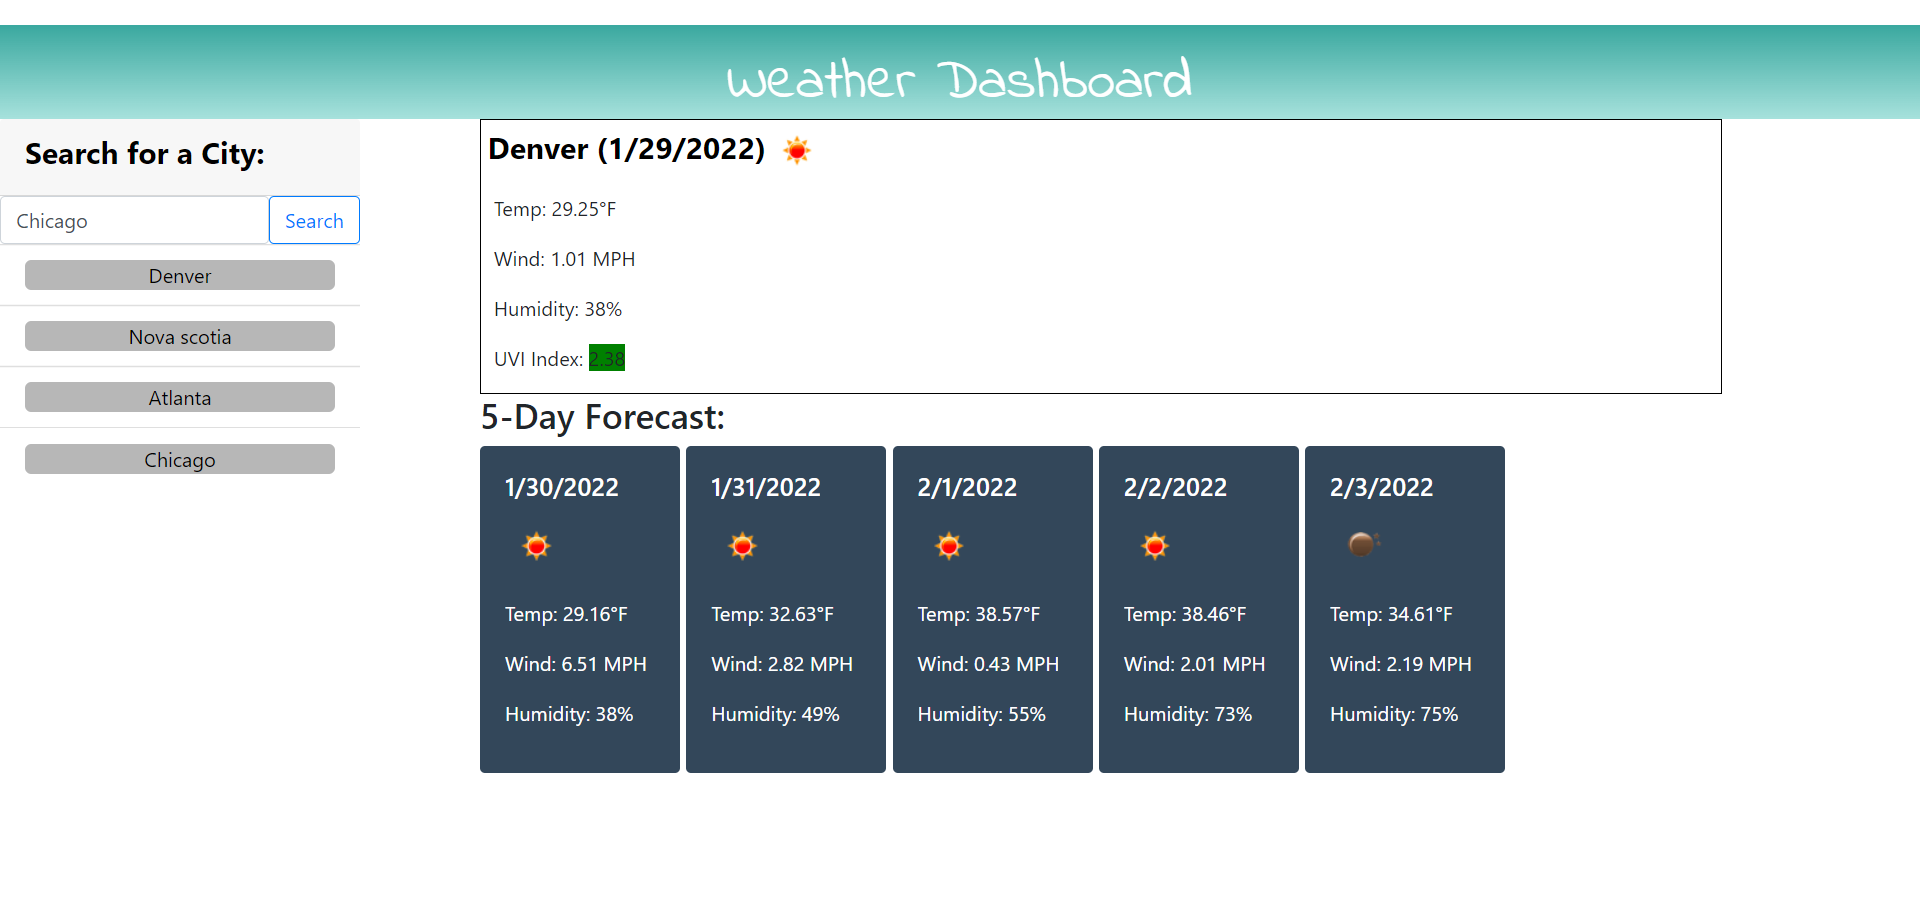 Weather Dashboard
Search for a City:
Chicago
Search
Denver
Nova scotia
Atlanta
Chicago
Denver (1/29/2022)
Temp: 29.25°F
Wind: 1.01 MPH
Humidity: 38%
UVI Index: 2.38
5-Day Forecast:
1/30/2022
Temp: 29.16°F
Wind: 6.51 MPH
Humidity: 38%
1/31/2022
Temp: 32.63°F
Wind: 2.82 MPH
Humidity: 49%
2/1/2022
Temp: 38.57°F
Wind: 0.43 MPH
Humidity: 55%
2/2/2022
Temp: 38.46°F
Wind: 2.01 MPH
Humidity: 73%
2/3/2022
Temp: 34.61°F
Wind: 2.19 MPH
Humidity: 75%